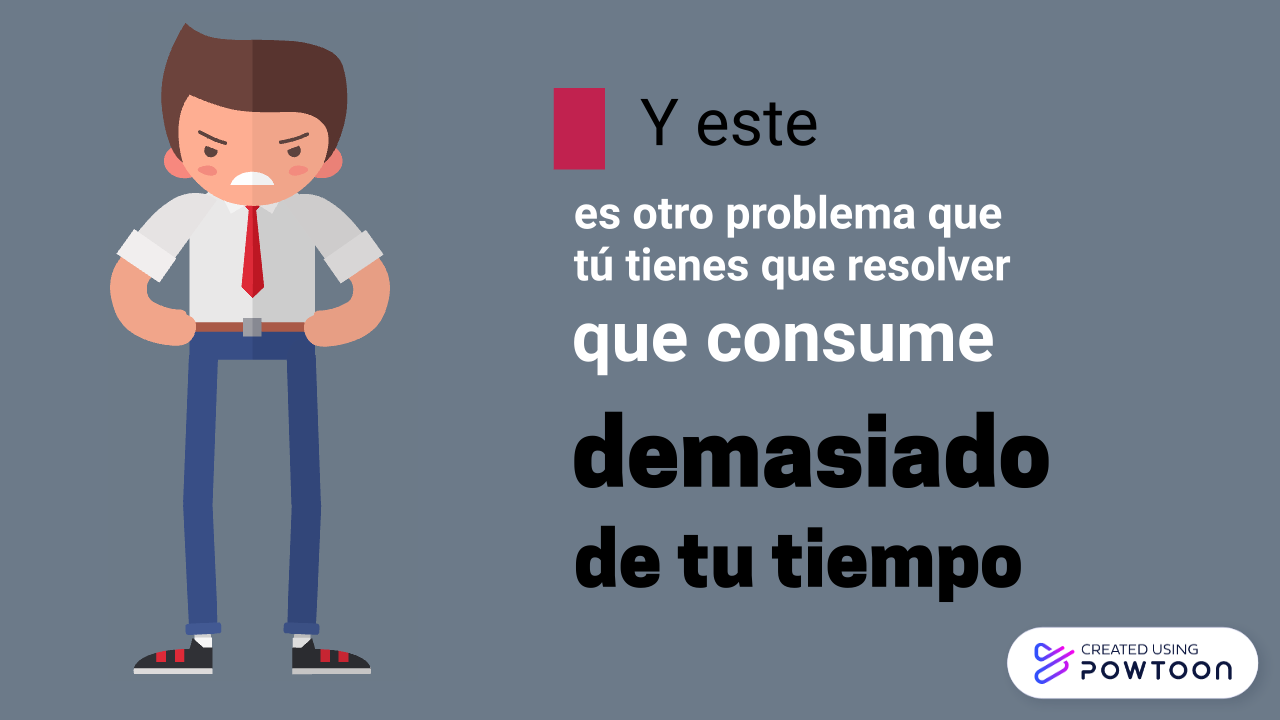 Y este
es otro problema que
tú tienes que resolver
que consume
demasiado
de tu tiempo
CREATED USING
POWTOON